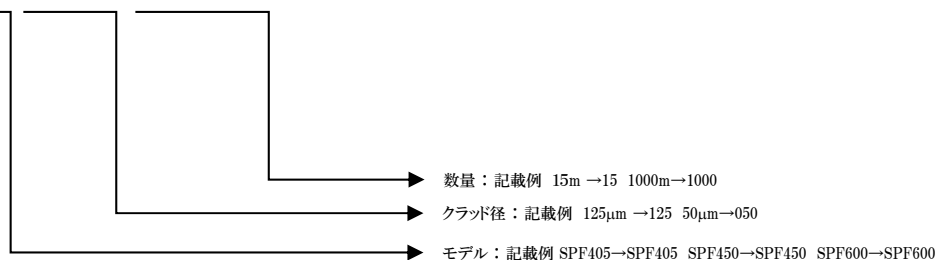 数量：記載例 15m →15 1000m→1000
クラッド径：記載例 125μm →125 50μm→050
モデル：記載例 SPF405→SPF405 SPF450→SPF450 SPF600→SPF600